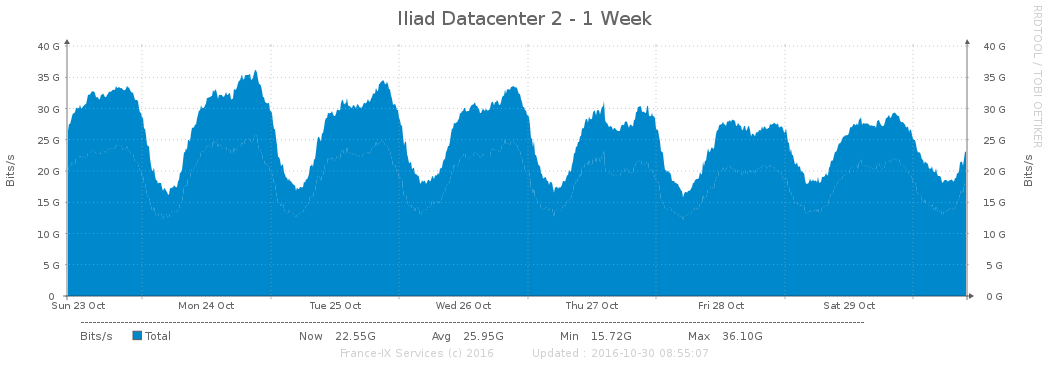 Iliad Datacenter 2 - 1 Week
RRDTOOL / TOBI OETIKER
Bits/s
40 G 40 G
35 G 35 G
30 G 30 G
25 G 25 G
20 G 20 G
15 G 15 G
10 G 10 G
5 G 5 G
0 0 G
Bits/s
Sun 23 Oct Mon 24 Oct Tue 25 Oct Wed 26 Oct Thu 27 Oct Fri 28 Oct Sat 29 Oct
Bits/s Total Now 22.55G Avg 25.95G Min 15.72G Max 36.10G
France-IX Services (c) 2016 Updated : 2016-10-30 08:55:07